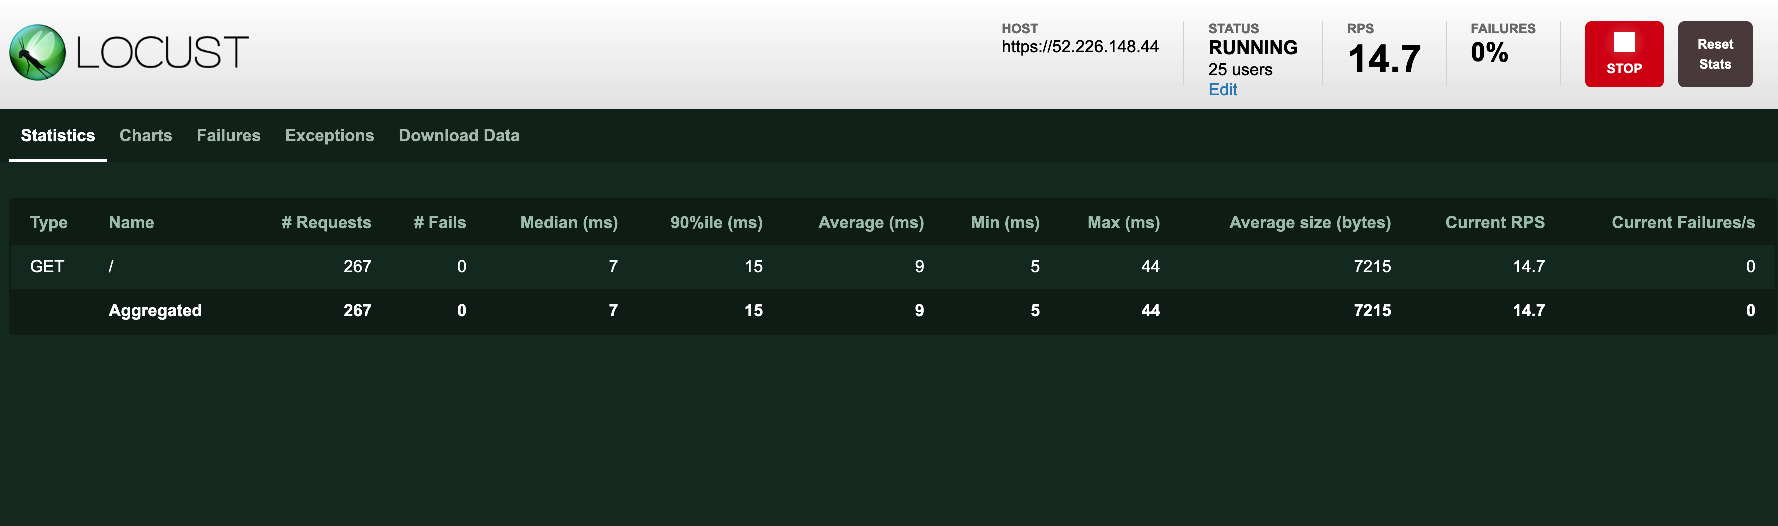 LOCUST
HOST
https://52.226.148.44
STATUS
RUNNING
25 users
Edit
RPS
14.7
FAILURES
0%
STOP
Reset
Stats
Statistics Charts Failures Exceptions Download Data
Type Name # Requests # Fails Median (ms) 90%ile (ms) Average (ms) Min (ms) Max (ms) Average size (bytes) Current RPS Current Failures/s
GET / 267 0 7 15 9 5 44 7215 14.7 0
Aggregated 267 0 7 15 9 5 44 7215 14.7 0